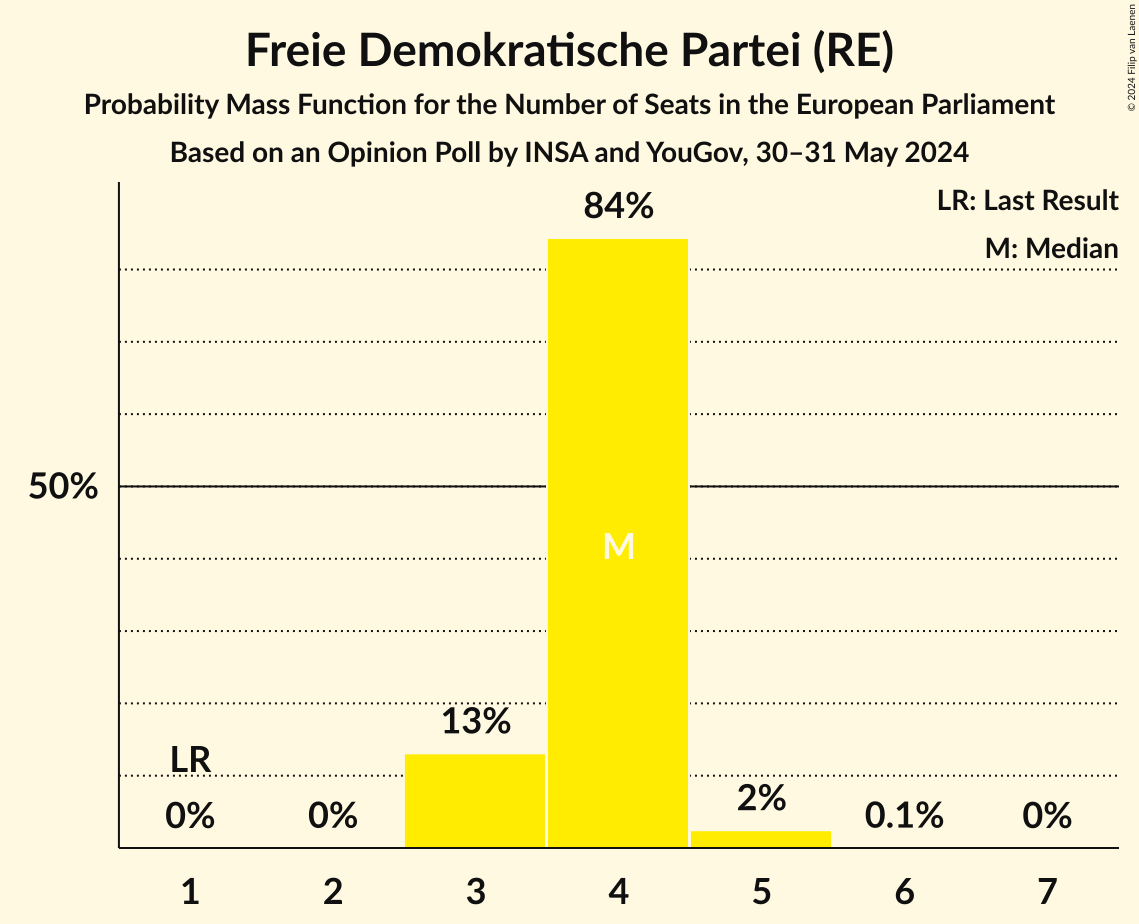 Freie Demokratische Partei (RE)
Probability Mass Function for the Number of Seats in the European Parliament
Based on an Opinion Poll by INSA and YouGov, 30–31 May 2024
© 2024 Filip van Laenen
LR: Last Result
M: Median
84%
50%
M
13%
LR
2%
0%
0%
0.1%
0%
1 2 3 4 5 6 7